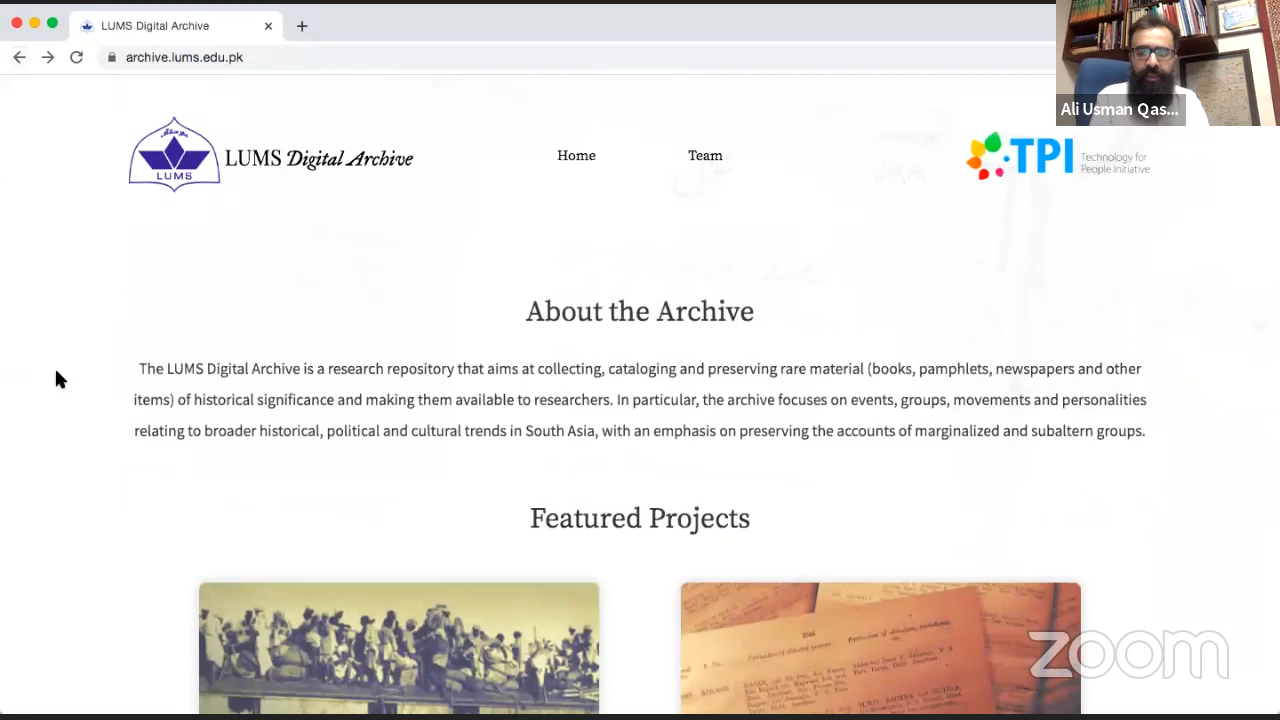 LUMS Digital Archive
archive.lums.edu.pk
Ali Usman Qas...
LUMS
LUMS Digital Archive
Home
Team
TPI
Technology for
People Initiative
About the Archive
The LUMS Digital Archive is a research repository that aims at collecting, cataloging and preserving rare material (books, pamphlets, newspapers and other
items) of historical significance and making them available to researchers. In particular, the archive focuses on events, groups, movements and personalities
relating to broader historical, political and cultural trends in South Asia, with an emphasis on preserving the accounts of marginalized and subaltern groups.
Featured Projects
zoom